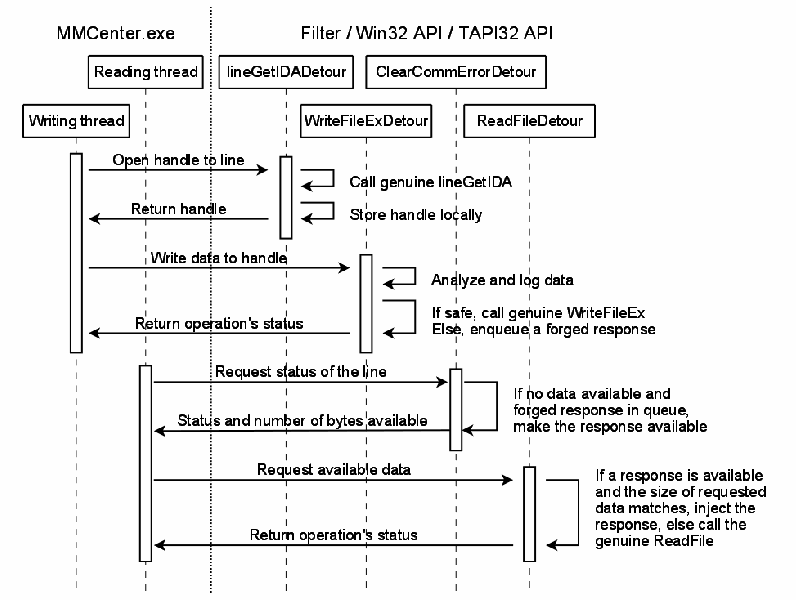 MMCenter.exe
Filter / Win32 API / TAPI32 API
Reading thread
lineGetIDADetour
ClearCommErrorDetour
Writing thread
WriteFileExDetour
ReadFileDetour
Open handle to line
Call genuine lineGetIDA
Return handle
Store handle locally
Write data to handle
Analyze and log data
If safe, call genuine WriteFileEx
Else, enqueue a forged response
Return operation's status
Request status of the line
If no data available and
forged response in queue,
make the response available
Status and number of bytes available
Request available data
If a response is available
and the size of requested
data matches, inject the
response, else call the
genuine ReadFile
Return operation's status